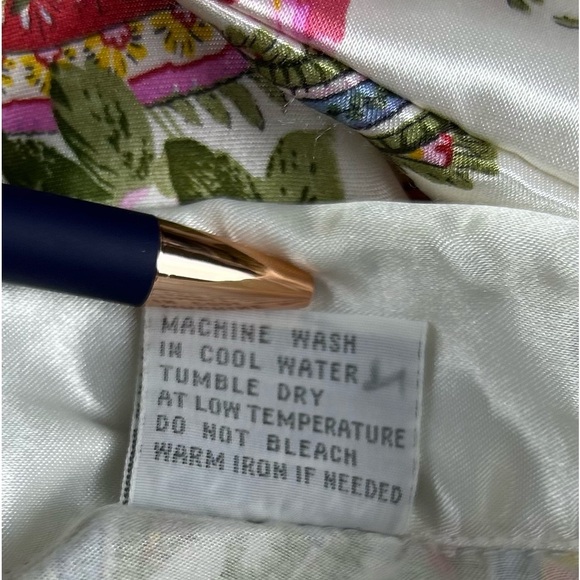 MACHINE WASH
IN COOL WATER
TUMBLE DRY
AT LOW TEMPERATURE
DO NOT BLEACH
WARM IRON IF NEEDED